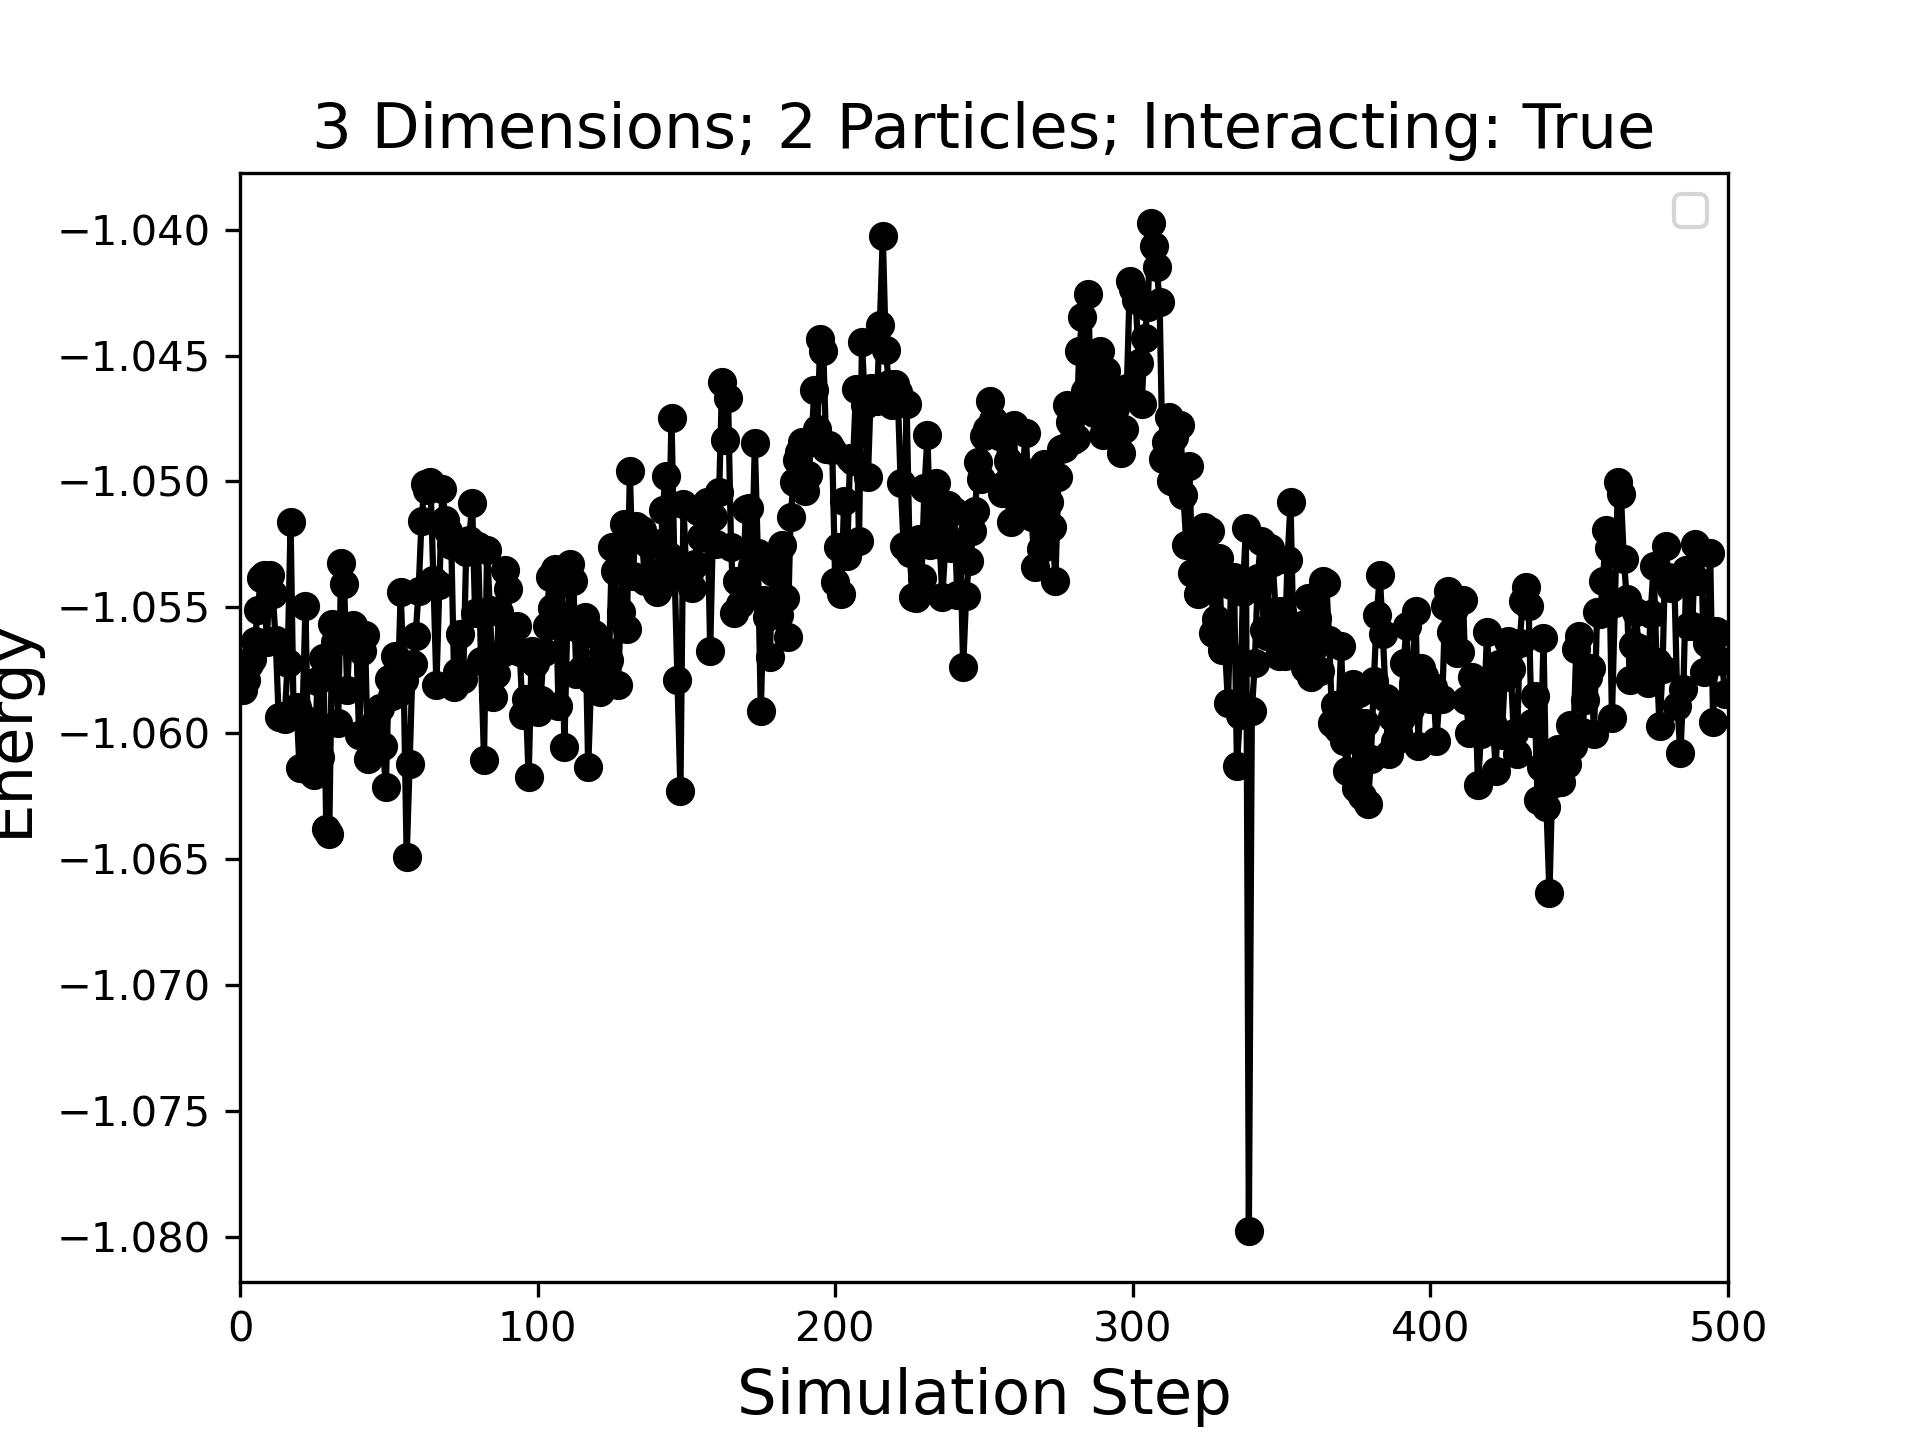 3 Dimensions; 2 Particles; Interacting: True
−1.040
−1.045
−1.050
−1.055
−1.060
−1.065
−1.070
−1.075
−1.080
Energy
0 100 200 300 400 500
Simulation Step